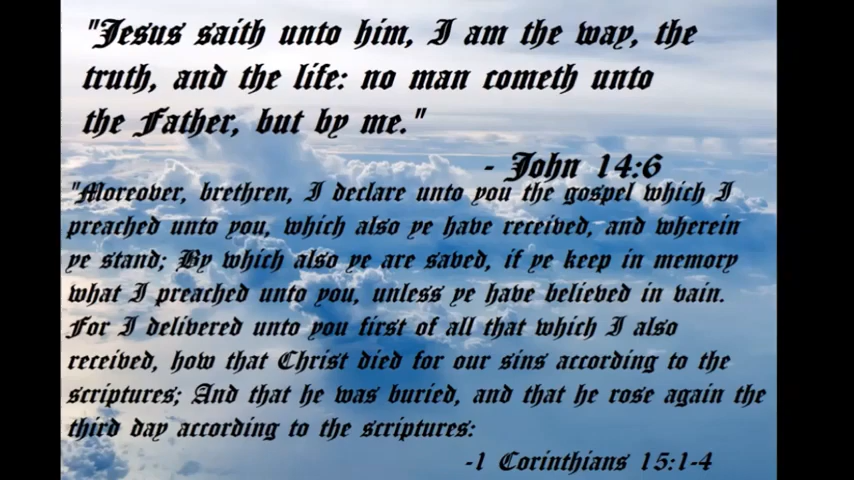 "Jesus saith unto him, I am the way, the
truth, and the life: no man cometh unto
the Father, but by me."
- John 14:6
"Moreover, brethren, I declare unto you the gospel which I
preached unto you, which also ye have received, and wherein
ye stand; By which also ye are saved, if ye keep in memory
what I preached unto you, unless ye have believed in vain.
For I delivered unto you first of all that which I also
received, how that Christ died for our sins according to the
scriptures; And that he was buried, and that he rose again the
third day according to the scriptures:
-1 Corinthians 15:1-4